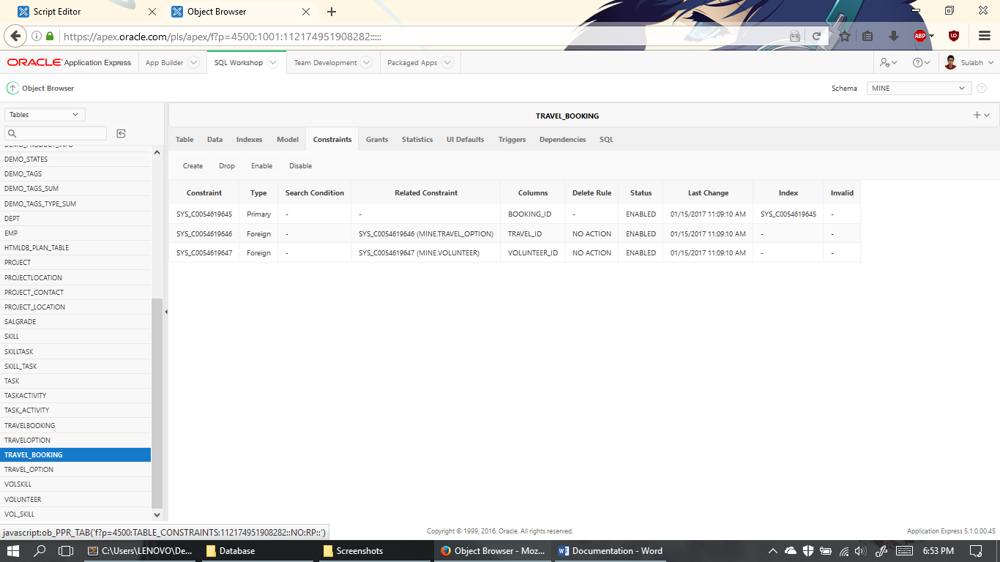 Script Editor
Object Browser
https://apex.oracle.com/pls/apex/f?p=4500:1001:112174951908282:::::
ABP
ORACLE Application Express
App Builder
SQL Workshop
Team Development
Packaged Apps
Sulabh
Object Browser
Schema
MINE
Tables
TRAVEL_BOOKING
Table Data Indexes Model Constraints Grants Statistics UI Defaults Triggers Dependencies SQL
Create Drop Enable Disable
Constraint Type Search Condition Related Constraint Columns Delete Rule Status Last Change Index Invalid
SYS_C0054619645 Primary - - BOOKING_ID - ENABLED 01/15/2017 11:09:10 AM SYS_C0054619645 -
SYS_C0054619646 Foreign - SYS_C0054619646 (MINE.TRAVEL_OPTION) TRAVEL_ID NO ACTION ENABLED 01/15/2017 11:09:10 AM - -
SYS_C0054619647 Foreign - SYS_C0054619647 (MINE.VOLUNTEER) VOLUNTEER_ID NO ACTION ENABLED 01/15/2017 11:09:10 AM - -
DEMO_PRODUCT_INFO
DEMO_STATES
DEMO_TAGS
DEMO_TAGS_SUM
DEMO_TAGS_TYPE_SUM
DEPT
EMP
HTMLDB_PLAN_TABLE
PROJECT
PROJECTLOCATION
PROJECT_CONTACT
PROJECT_LOCATION
SALGRADE
SKILL
SKILLTASK
SKILL_TASK
TASK
TASKACTIVITY
TASK_ACTIVITY
TRAVELBOOKING
TRAVELOPTION
TRAVEL_BOOKING
TRAVEL_OPTION
VOLSKILL
VOLUNTEER
VOL_SKILL
javascript:ob_PPR_TAB('f?p=4500:TABLE_CONSTRAINTS:112174951908282::NO:RP::')
Copyright © 1999, 2016, Oracle. All rights reserved.
Application Express 5.1.0.00.45
C:\Users\LENOVO\De...
Database
Screenshots
Object Browser - Moz...
Documentation - Word
6:53 PM